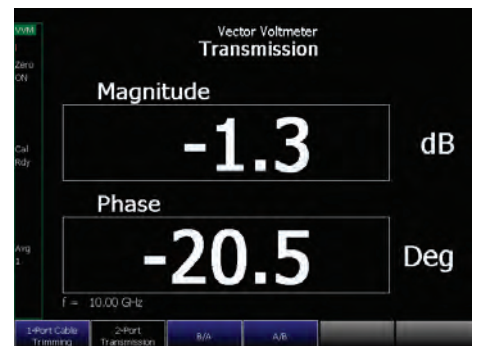 VVM
Vector Voltmeter
Transmission
Zero
ON
Magnitude
-1.3 dB
Cal
Rdy
Phase
-20.5 Deg
Avg
1
f = 10.00 GHz
1-Port Cable
Trimming
2-Port
Transmission
B/A
A/B